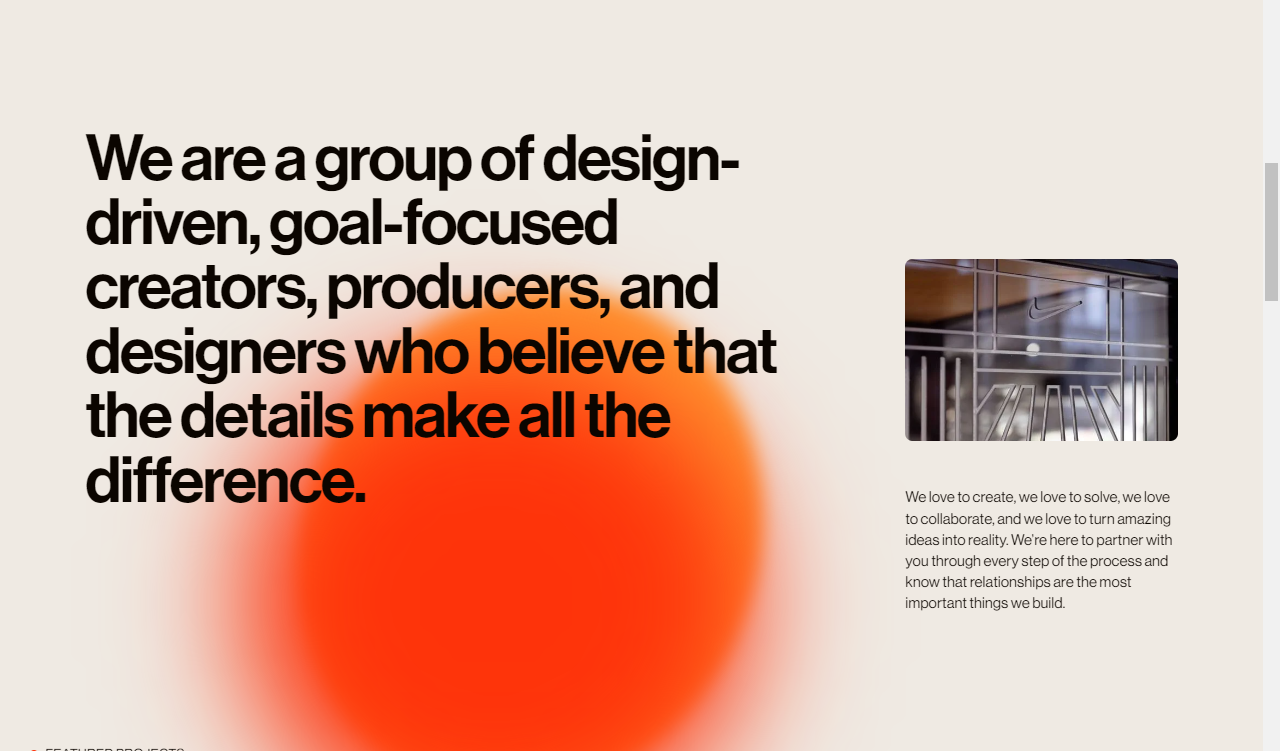 We are a group of design-
driven, goal-focused
creators, producers, and
designers who believe that
the details make all the
difference.
We love to create, we love to solve, we love
to collaborate, and we love to turn amazing
ideas into reality. We're here to partner with
you through every step of the process and
know that relationships are the most
important things we build.
FEATURED PROJECTS